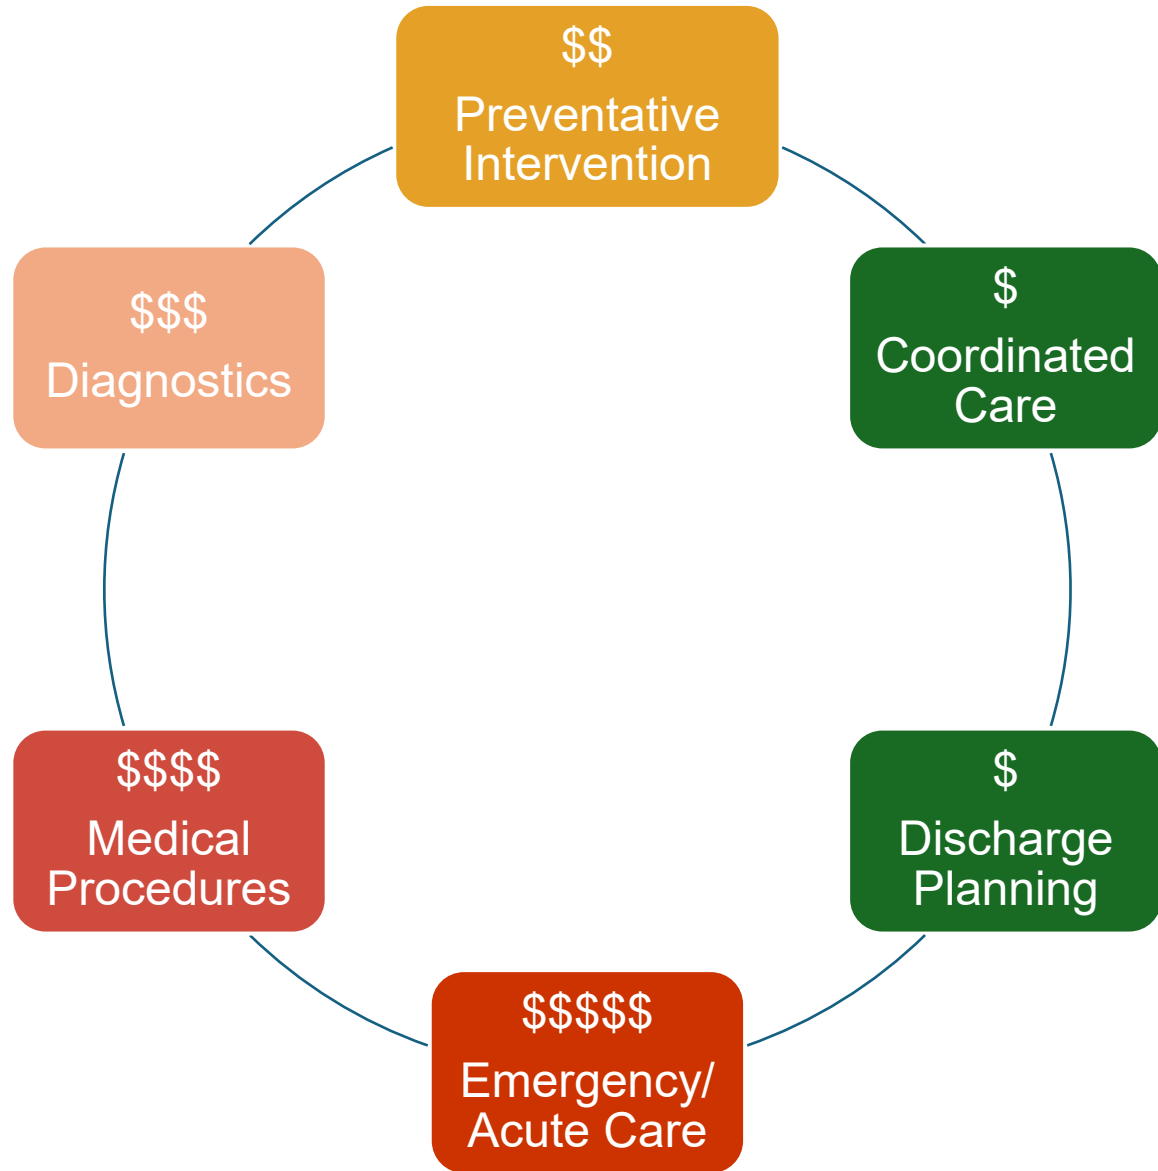 $$
Preventative
Intervention
$
Coordinated
Care
$
Discharge
Planning
$$$$$
Emergency/
Acute Care
$$$$
Medical
Procedures
$$$
Diagnostics